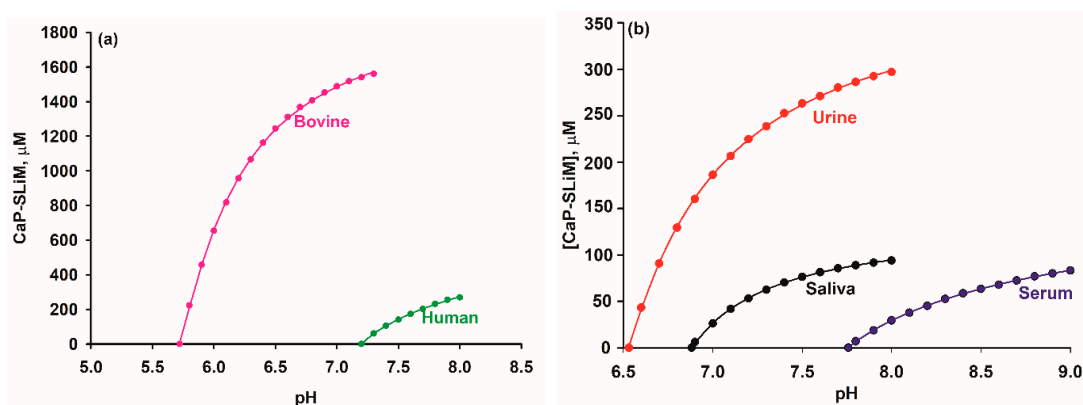 (a)
CaP-SLiM, μM
1800
1600
1400
1200
1000
800
600
400
200
0
Bovine
Human
5.0 5.5 6.0 6.5 7.0 7.5 8.0 8.5
pH
(b)
[CaP-SLiM], μM
350
300
250
200
150
100
50
0
Urine
Saliva
Serum
6.5 7.0 7.5 8.0 8.5 9.0
pH